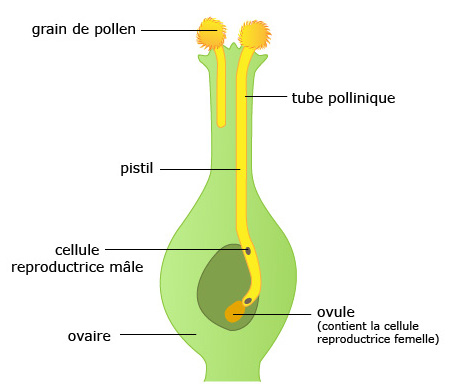 grain de pollen
tube pollinique
pistil
cellule
reproductrice mâle
ovule
(contient la cellule
reproductrice femelle)
ovaire